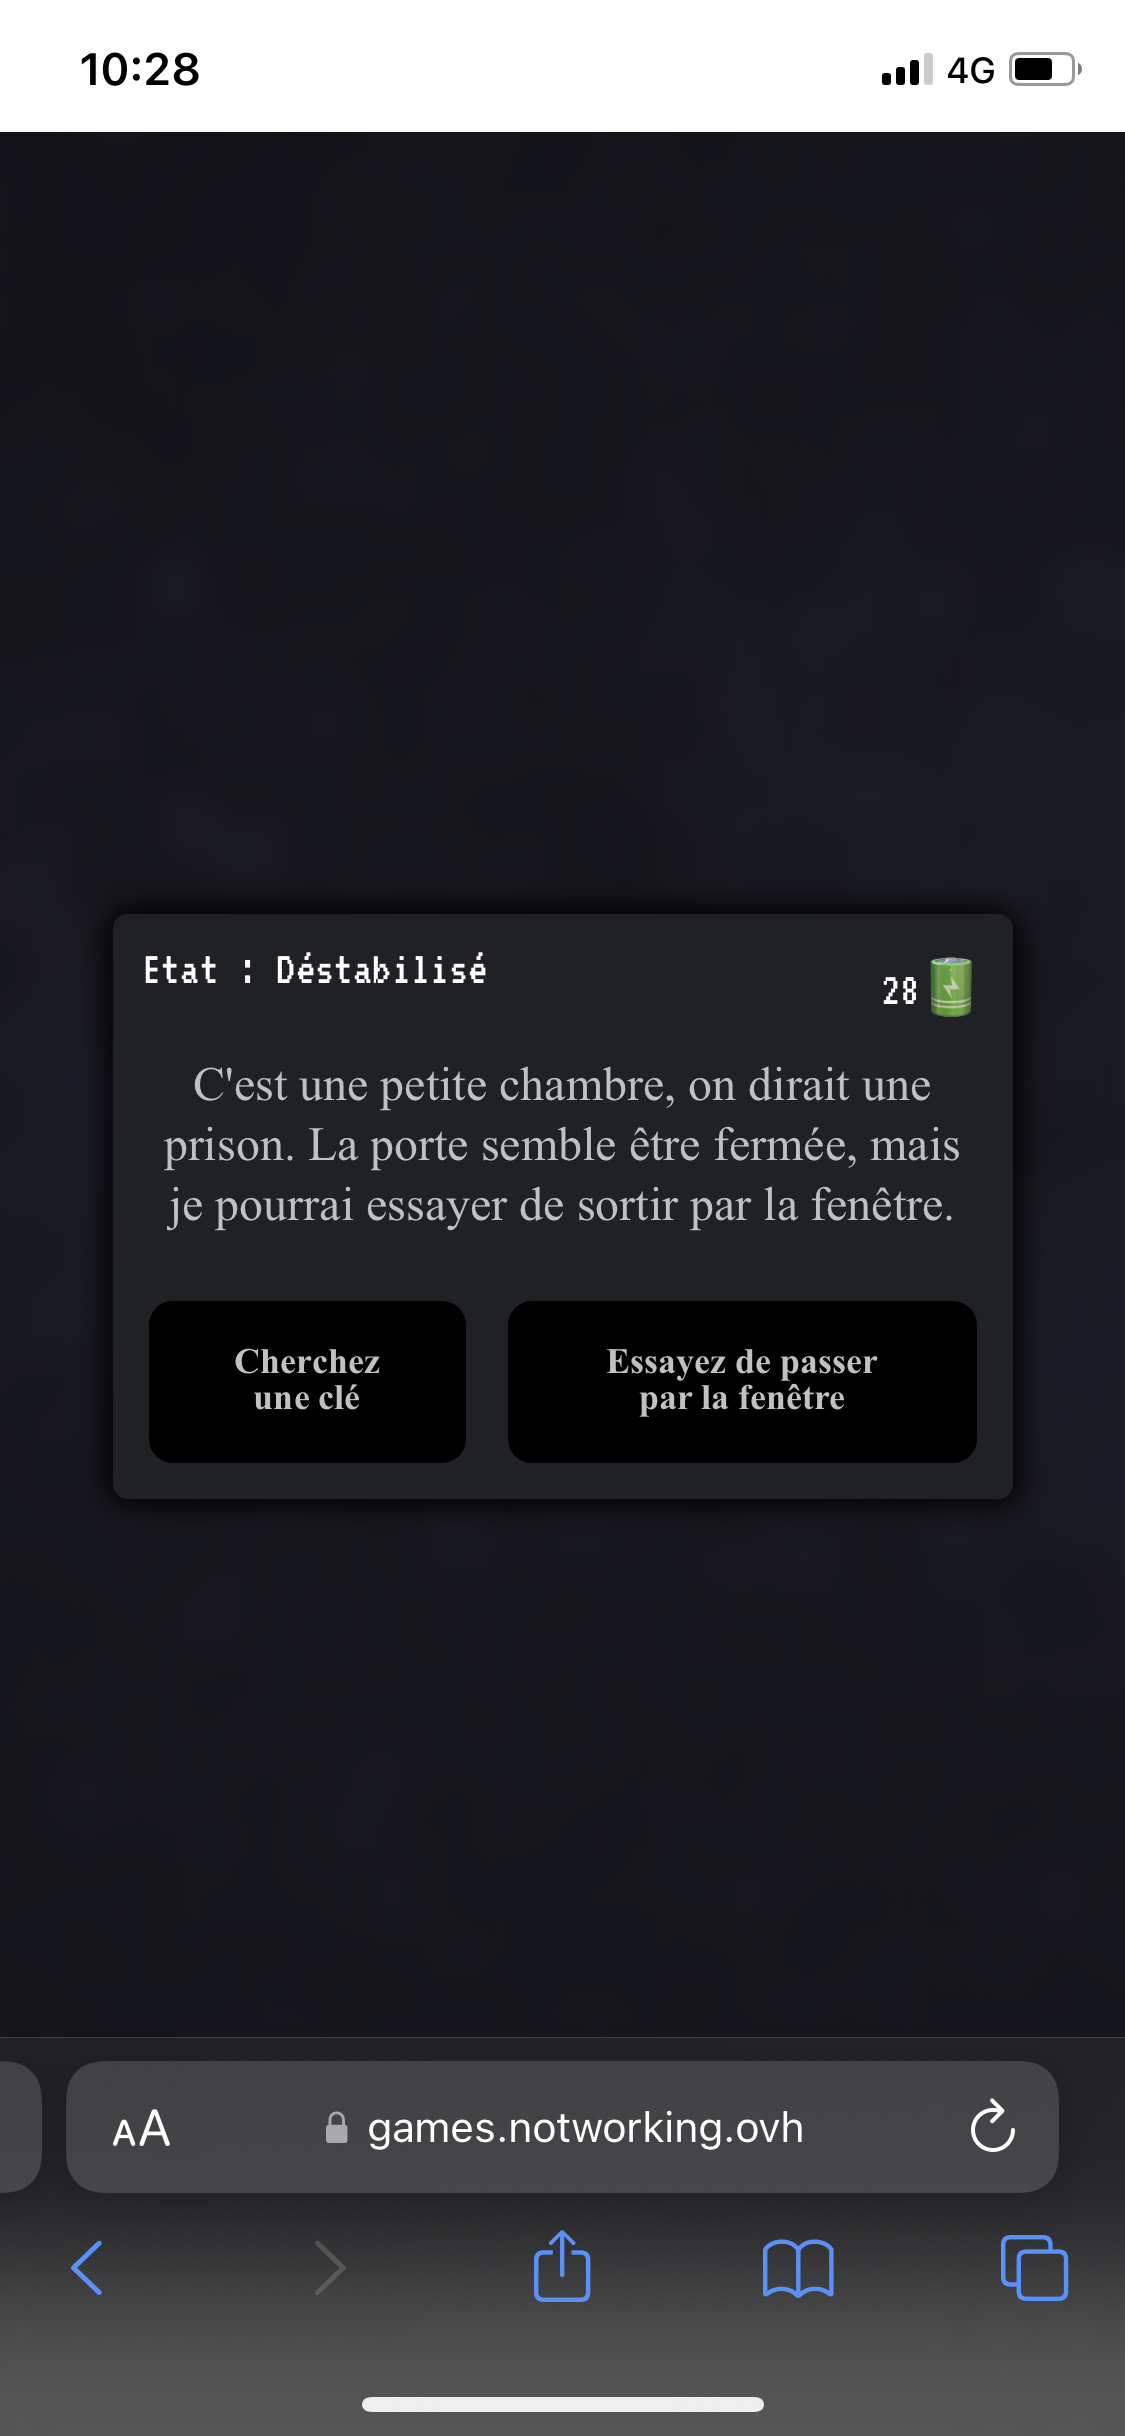 10:28
4G
Etat : Déstabilisé
28
C'est une petite chambre, on dirait une
prison. La porte semble être fermée, mais
je pourrai essayer de sortir par la fenêtre.
Cherchez
une clé
Essayez de passer
par la fenêtre
AA
games.notworking.ovh